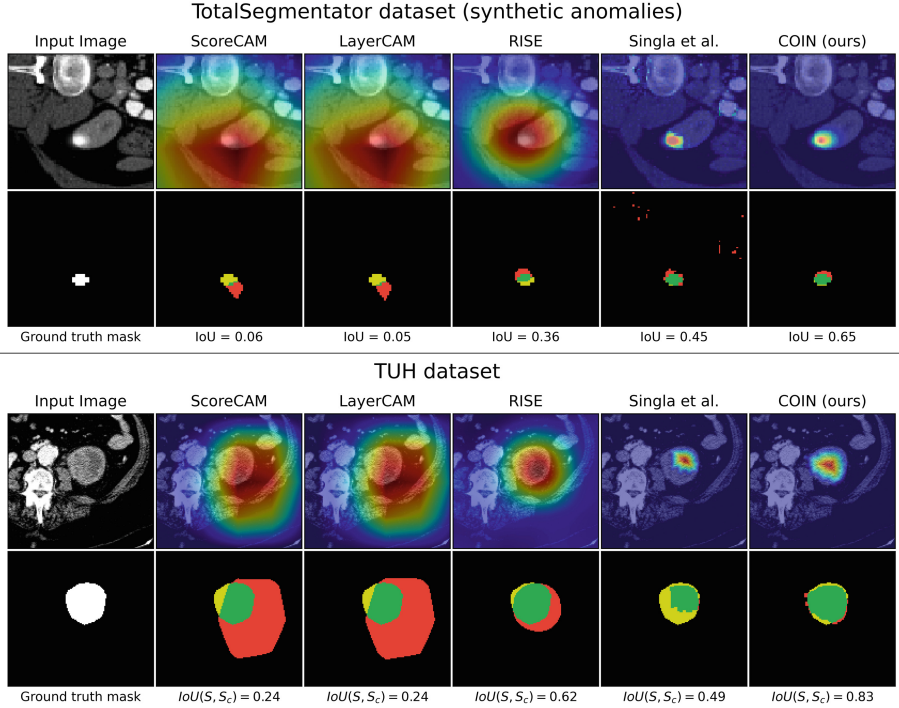 TotalSegmentator dataset (synthetic anomalies)
Input Image ScoreCAM LayerCAM RISE Singla et al. COIN (ours)
Ground truth mask IoU = 0.06 IoU = 0.05 IoU = 0.36 IoU = 0.45 IoU = 0.65
TUH dataset
Input Image ScoreCAM LayerCAM RISE Singla et al. COIN (ours)
Ground truth mask IoU(S, S_c) = 0.24 IoU(S, S_c) = 0.24 IoU(S, S_c) = 0.62 IoU(S, S_c) = 0.49 IoU(S, S_c) = 0.83